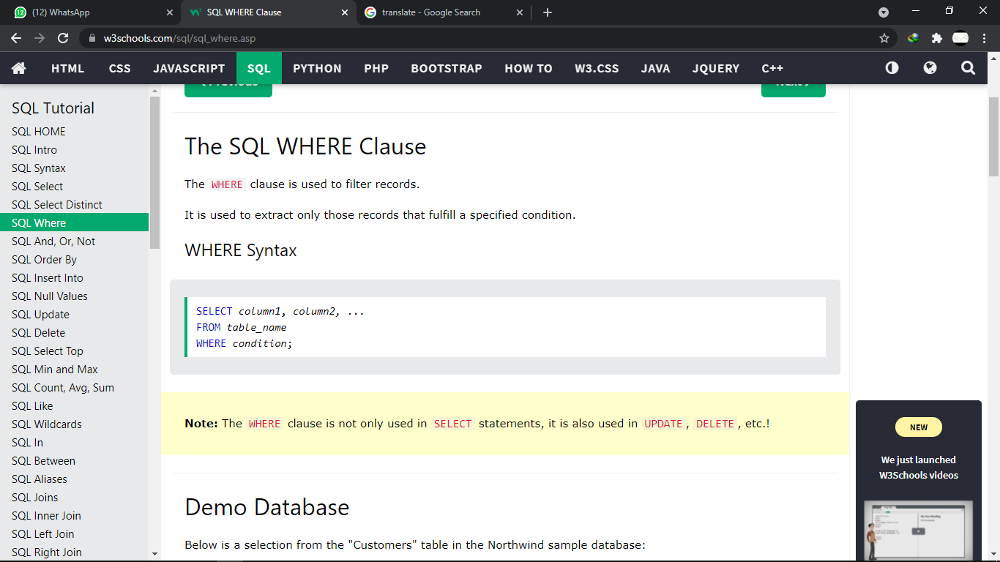 (12) WhatsApp
SQL WHERE Clause
translate - Google Search
w3schools.com/sql/sql_where.asp
HTML CSS JAVASCRIPT SQL PYTHON PHP BOOTSTRAP HOW TO W3.CSS JAVA JQUERY C++
SQL Tutorial
SQL HOME
SQL Intro
SQL Syntax
SQL Select
SQL Select Distinct
SQL Where
SQL And, Or, Not
SQL Order By
SQL Insert Into
SQL Null Values
SQL Update
SQL Delete
SQL Select Top
SQL Min and Max
SQL Count, Avg, Sum
SQL Like
SQL Wildcards
SQL In
SQL Between
SQL Aliases
SQL Joins
SQL Inner Join
SQL Left Join
SQL Right Join
The SQL WHERE Clause
The WHERE clause is used to filter records.
It is used to extract only those records that fulfill a specified condition.
WHERE Syntax
SELECT column1, column2, ...
FROM table_name
WHERE condition;
Note: The WHERE clause is not only used in SELECT statements, it is also used in UPDATE, DELETE, etc.!
Demo Database
Below is a selection from the "Customers" table in the Northwind sample database:
NEW
We just launched
W3Schools videos